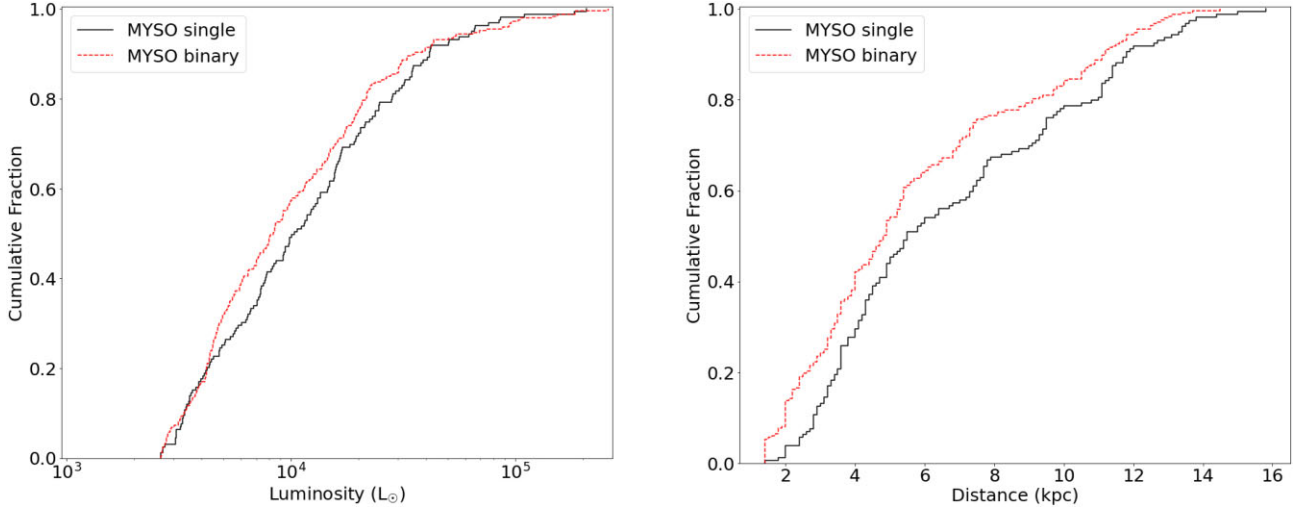 MYSO single
MYSO binary
Cumulative Fraction
1.0
0.8
0.6
0.4
0.2
0.0
10³ 10⁴ 10⁵
Luminosity (L☉)
MYSO single
MYSO binary
Cumulative Fraction
1.0
0.8
0.6
0.4
0.2
0.0
2 4 6 8 10 12 14 16
Distance (kpc)